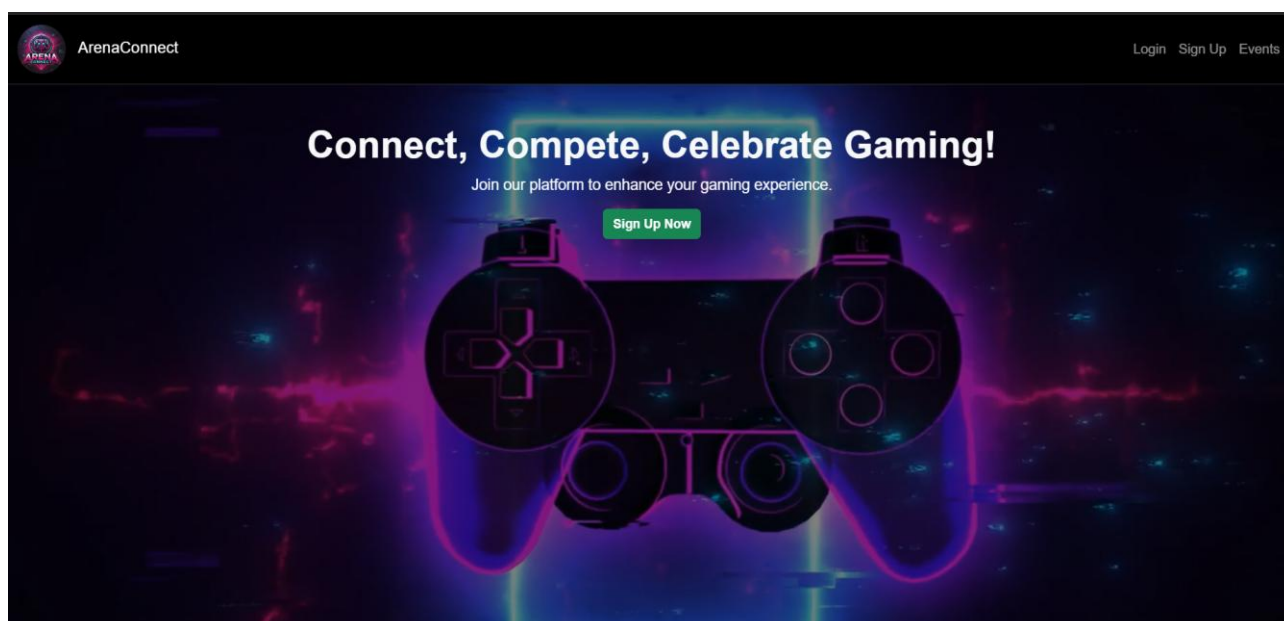 ARENA
ArenaConnect
Login Sign Up Events
Connect, Compete, Celebrate Gaming!
Join our platform to enhance your gaming experience.
Sign Up Now